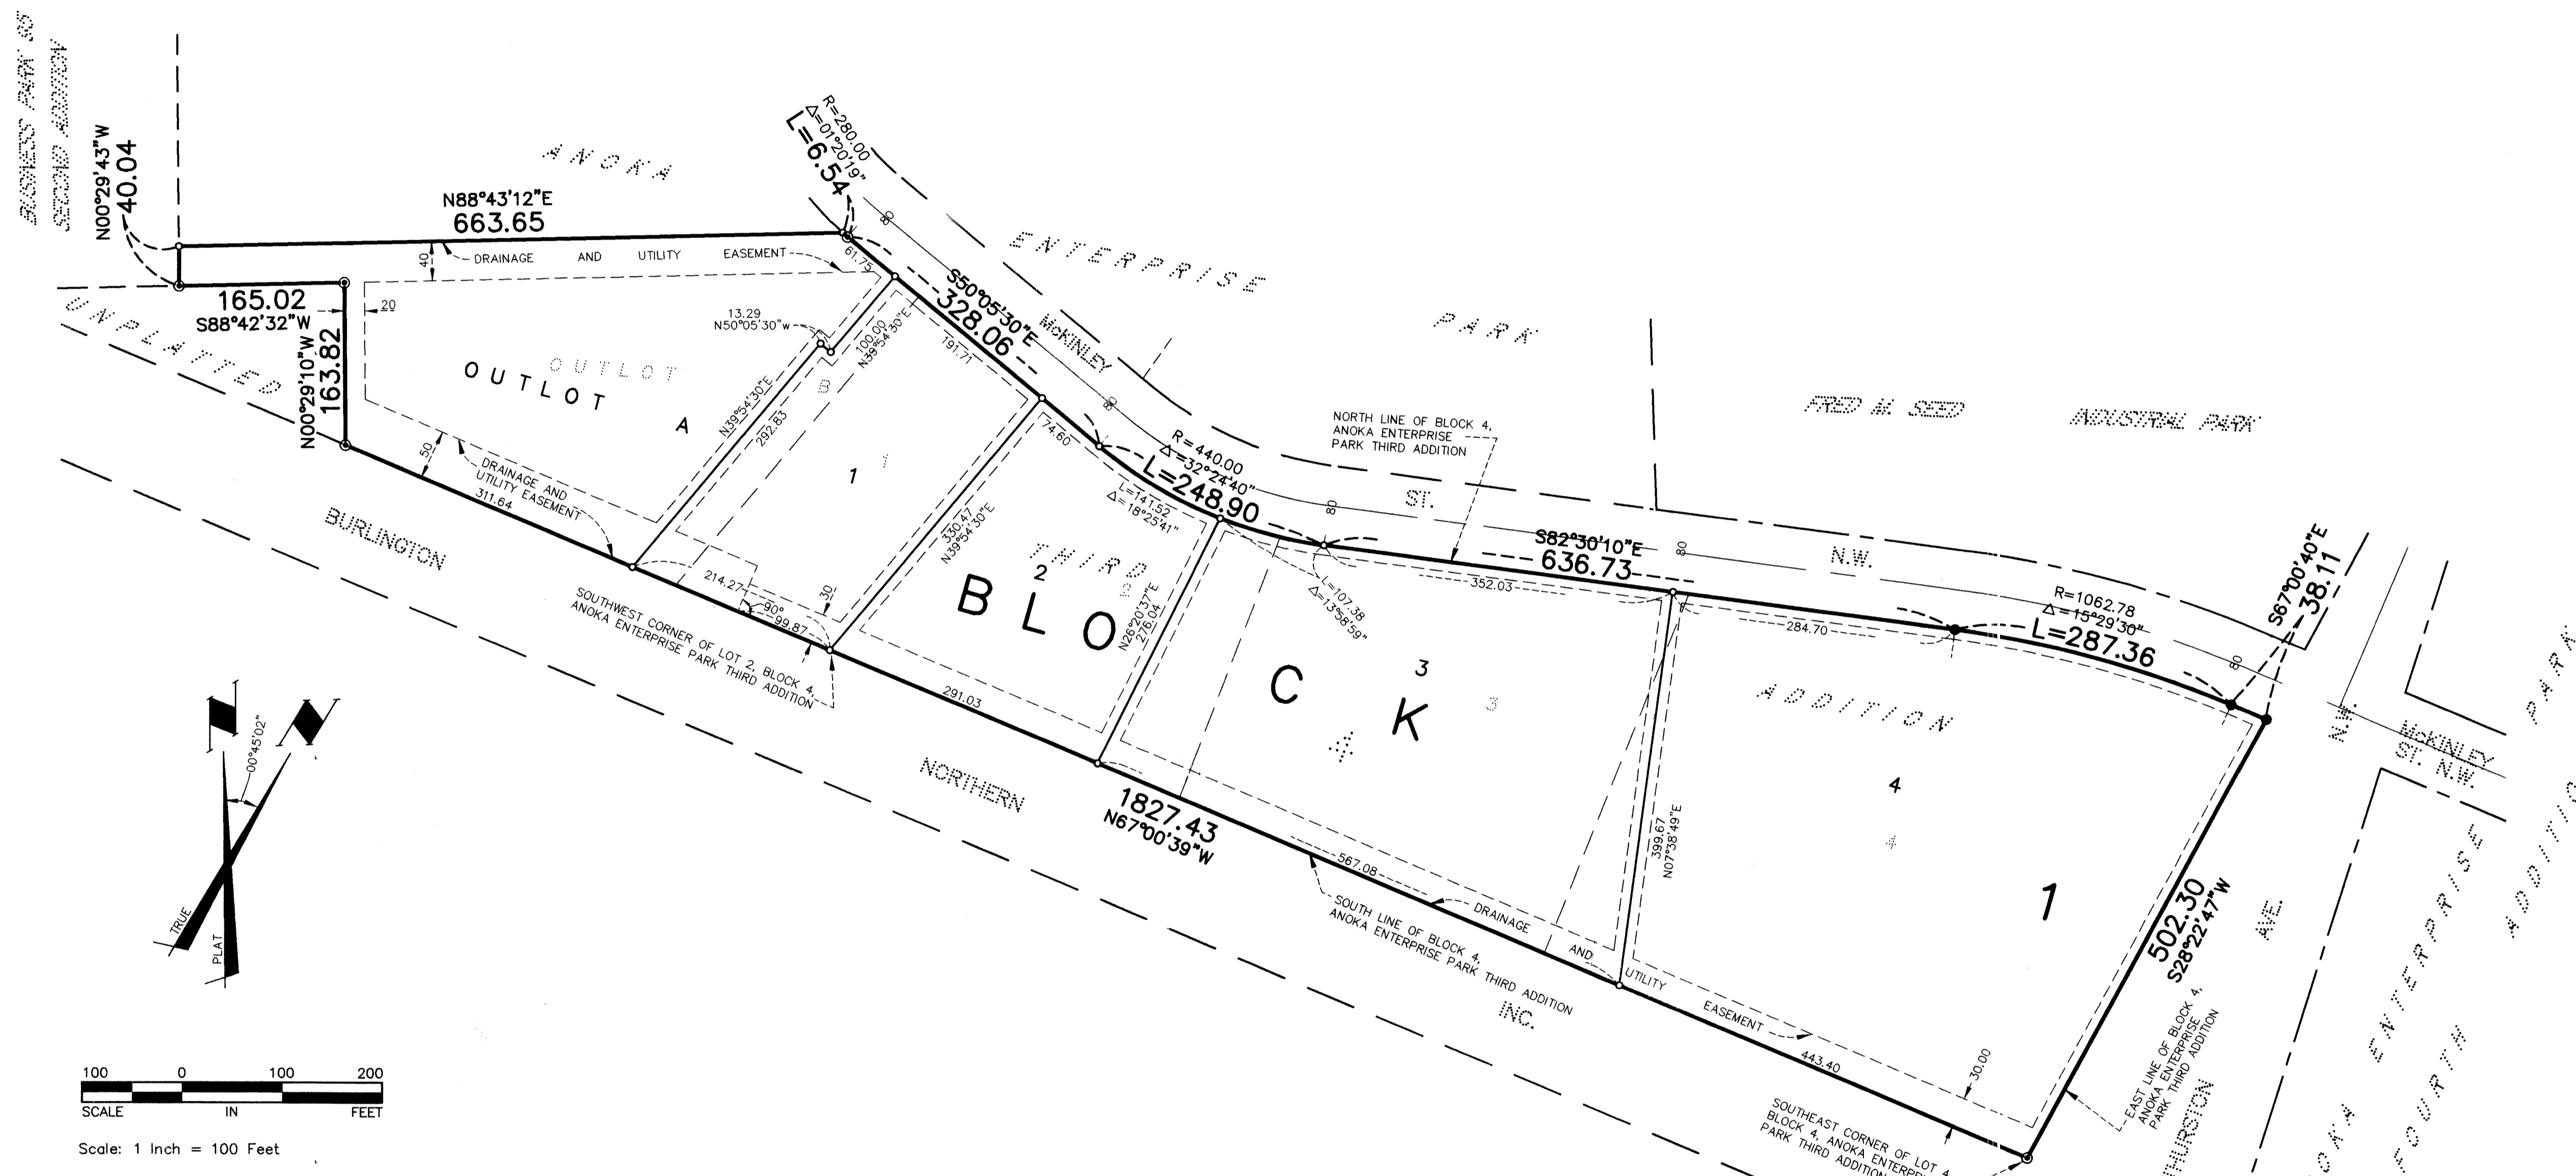 BUSINESS PARK 95
SECOND ADDITION
N00°29'43"W
40.04
N88°43'12"E
663.65
ANOKA
R=280.00
△=01°20'19"
L=6.54
80
ENTERPRISE
PARK
FRED M. SEED INDUSTRIAL PARK
DRAINAGE AND UTILITY EASEMENT
40
61.75
165.02
S88°42'32"W
20
UNPLATTED
N00°29'10"W
163.82
OUTLOT
OUTLOT
A
13.29
N50°05'30"W
100.00
N39°54'30"E
B
S50°05'30"E
328.06
191.71
McKINLEY
80
N39°54'30"E
292.83
1
1
74.60
R=440.00
△=32°24'40"
L=248.90
L=141.52
△=18°25'41"
NORTH LINE OF BLOCK 4,
ANOKA ENTERPRISE
PARK THIRD ADDITION
80
ST.
50
DRAINAGE AND
UTILITY EASEMENT
311.64
BURLINGTON
330.47
N39°54'30"E
THIRD
2
BLOCK
N26°20'37"E
276.04
L=107.38
△=13°58'59"
S82°30'10"E
636.73
352.03
80
N.W.
R=1062.78
△=15°29'30"
L=287.36
284.70
S67°00'40"E
38.11
80
214.27
90°
99.87
30
SOUTHWEST CORNER OF LOT 2, BLOCK 4,
ANOKA ENTERPRISE PARK THIRD ADDITION
291.03
3
3
4
ADDITION
4
4
1
N.W.
McKINLEY
ST. N.W.
PARK
00°45'02"
TRUE
PLAT
NORTHERN
1827.43
N67°00'39"W
567.08
399.67
N07°38'49"E
SOUTH LINE OF BLOCK 4,
ANOKA ENTERPRISE PARK THIRD ADDITION
DRAINAGE AND UTILITY EASEMENT
INC.
443.40
30.00
502.30
S28°22'47"W
AVE.
THURSTON
EAST LINE OF BLOCK 4,
ANOKA ENTERPRISE
PARK THIRD ADDITION
ENTERPRISE
FOURTH
SOUTHEAST CORNER OF LOT 4,
BLOCK 4, ANOKA ENTERPRISE
PARK THIRD ADDITION
100 0 100 200
SCALE IN FEET
Scale: 1 Inch = 100 Feet